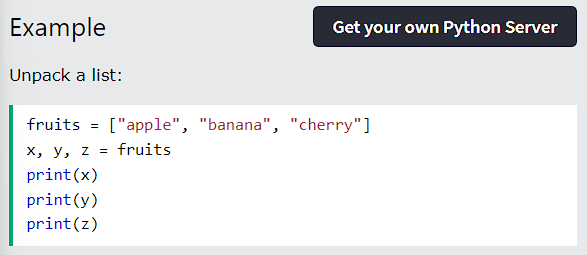 Example
Get your own Python Server
Unpack a list:
fruits = ["apple", "banana", "cherry"]
x, y, z = fruits
print(x)
print(y)
print(z)